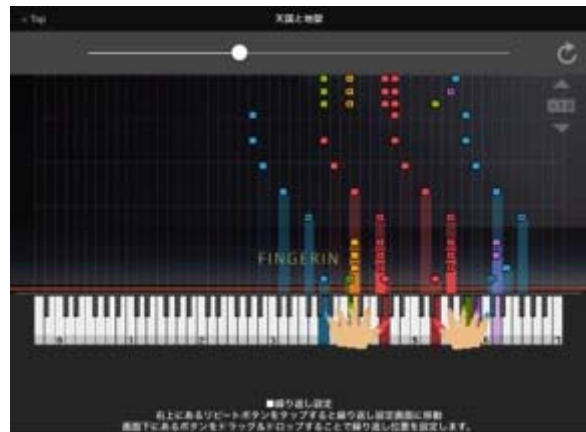 < Top
天国と地獄
FINGERIN
■繰り返し設定
右上にあるリピートボタンをタップすると繰り返し設定画面に移動
画面下にあるボタンをドラッグ&ドロップすることで繰り返し位置を設定します。